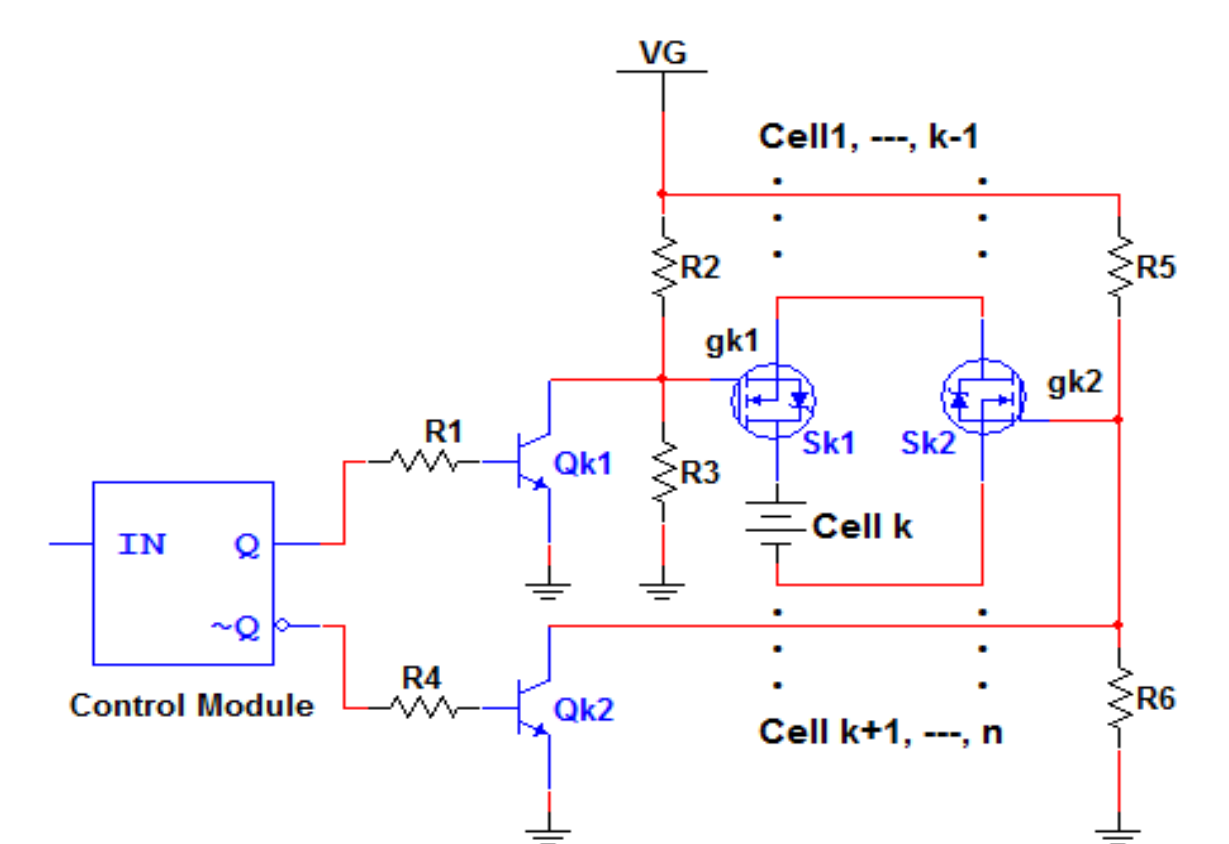 VG
Cell1, ---, k-1
R2
R5
gk1
gk2
R1
Qk1
R3
Sk1
Sk2
Cell k
IN
Q
~Q
Control Module
R4
Qk2
R6
Cell k+1, ---, n